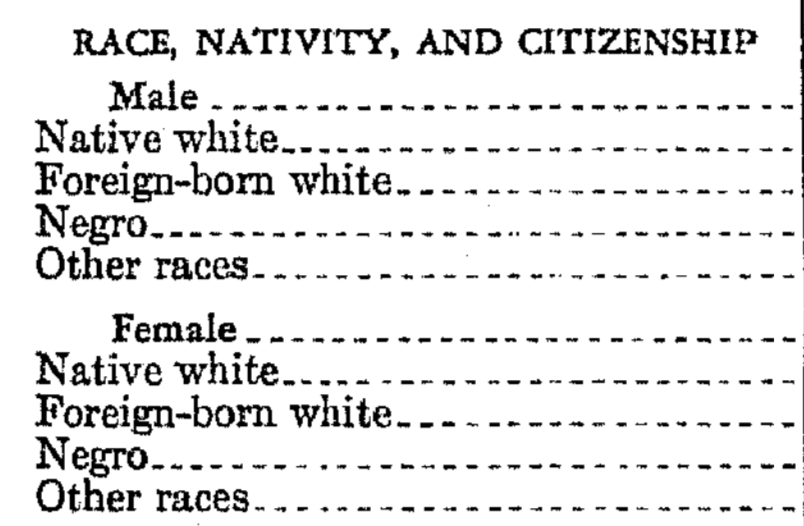 RACE, NATIVITY, AND CITIZENSHIP
Male
Native white
Foreign-born white
Negro
Other races
Female
Native white
Foreign-born white
Negro
Other races